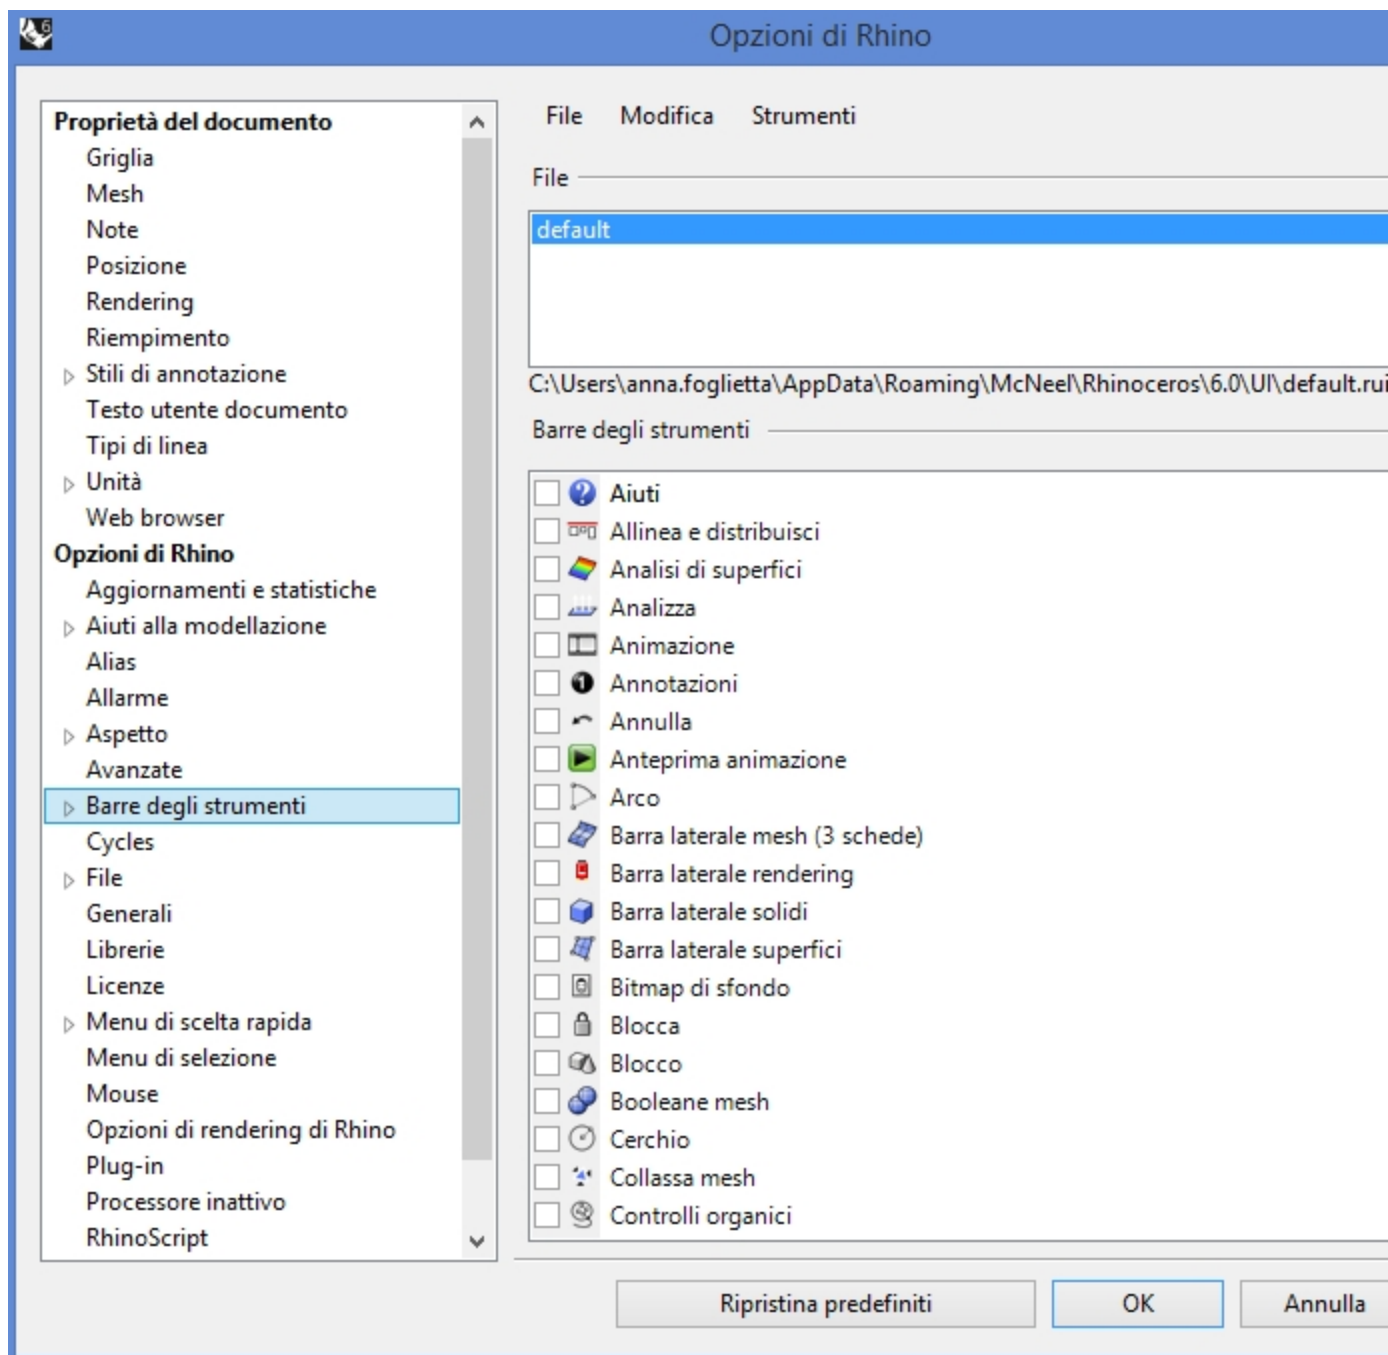 Opzioni di Rhino
Proprietà del documento
Griglia
Mesh
Note
Posizione
Rendering
Riempimento
Stili di annotazione
Testo utente documento
Tipi di linea
Unità
Web browser
Opzioni di Rhino
Aggiornamenti e statistiche
Aiuti alla modellazione
Alias
Allarme
Aspetto
Avanzate
Barre degli strumenti
Cycles
File
Generali
Librerie
Licenze
Menu di scelta rapida
Menu di selezione
Mouse
Opzioni di rendering di Rhino
Plug-in
Processore inattivo
RhinoScript
File Modifica Strumenti
File
default
C:\Users\anna.foglietta\AppData\Roaming\McNeel\Rhinoceros\6.0\UI\default.rui
Barre degli strumenti
Aiuti
Allinea e distribuisci
Analisi di superfici
Analizza
Animazione
Annotazioni
Annulla
Anteprima animazione
Arco
Barra laterale mesh (3 schede)
Barra laterale rendering
Barra laterale solidi
Barra laterale superfici
Bitmap di sfondo
Blocca
Blocco
Booleane mesh
Cerchio
Collassa mesh
Controlli organici
Ripristina predefiniti OK Annulla